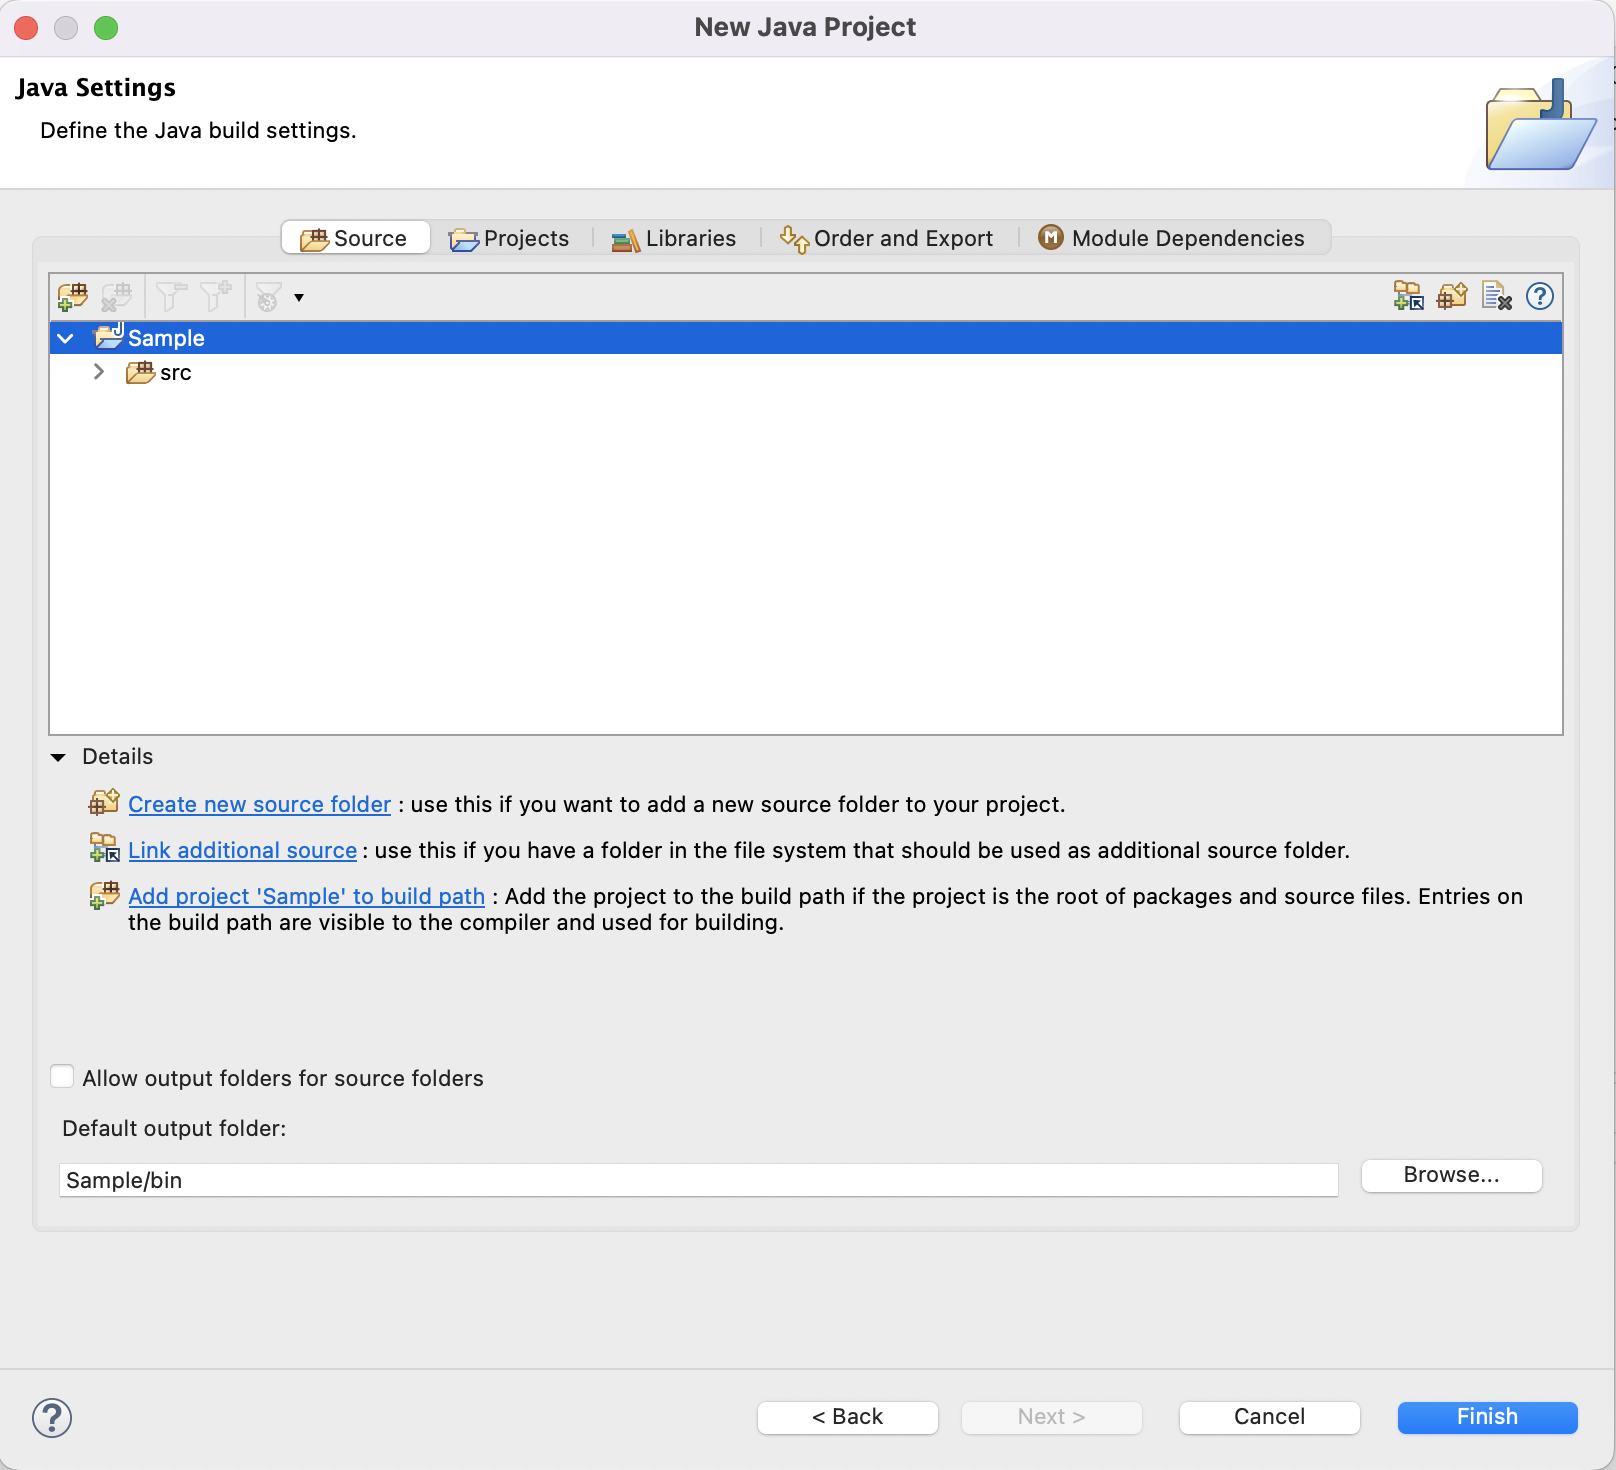 New Java Project
Java Settings
Define the Java build settings.
Source Projects Libraries Order and Export M Module Dependencies
Sample
src
Details
Create new source folder : use this if you want to add a new source folder to your project.
Link additional source : use this if you have a folder in the file system that should be used as additional source folder.
Add project 'Sample' to build path : Add the project to the build path if the project is the root of packages and source files. Entries on
the build path are visible to the compiler and used for building.
Allow output folders for source folders
Default output folder:
Sample/bin
Browse...
? < Back Next > Cancel Finish